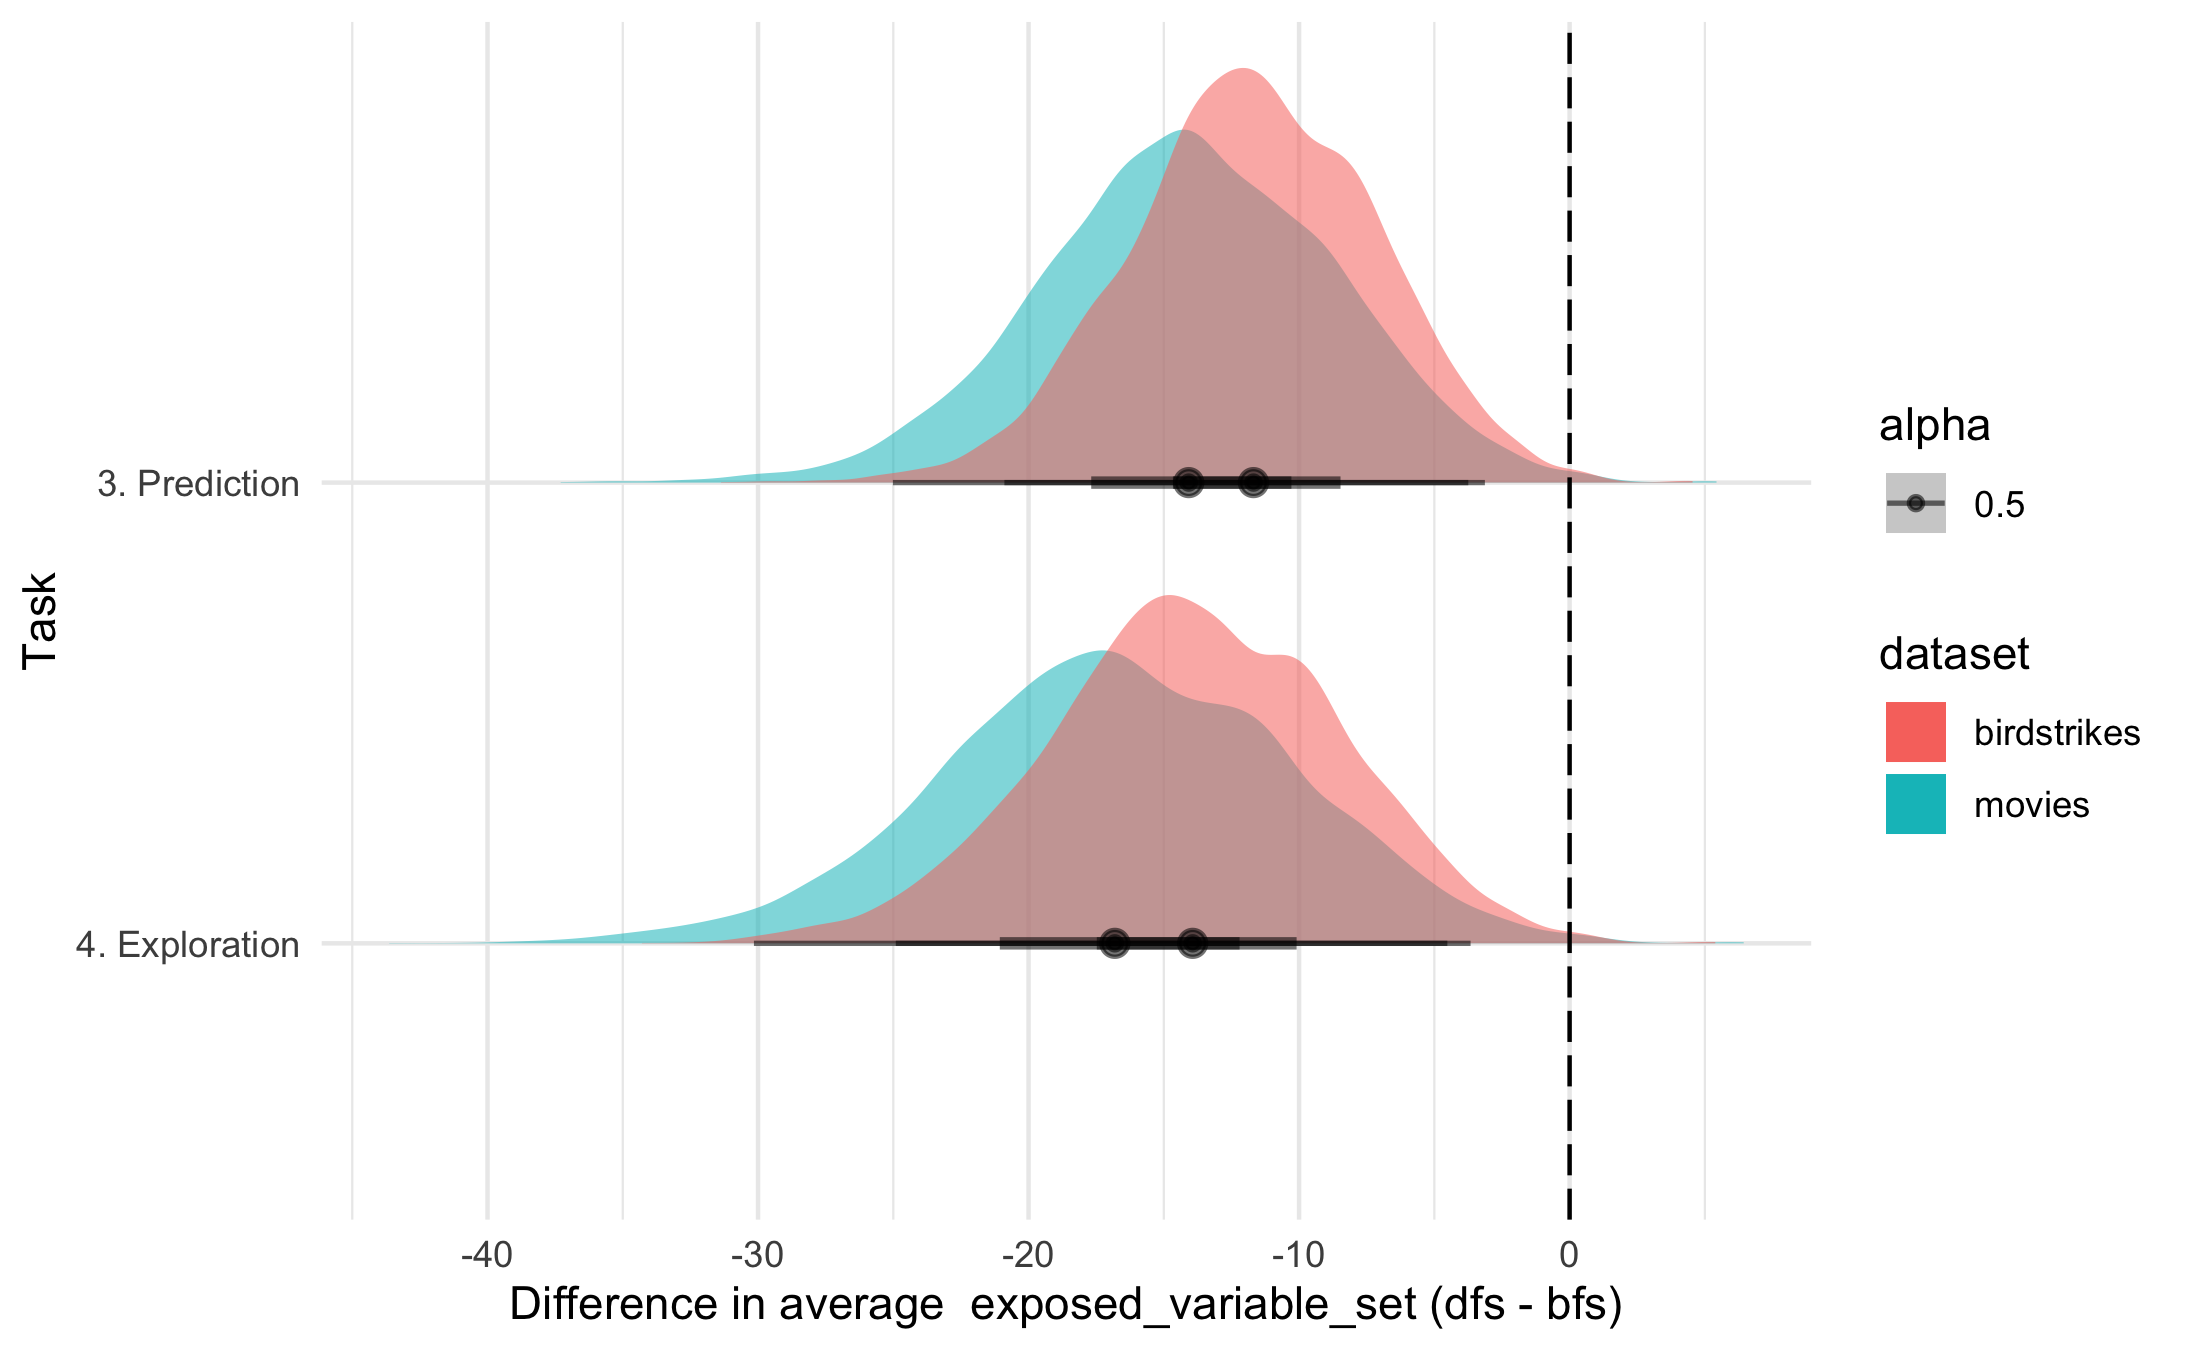 3. Prediction
4. Exploration
Task
-40 -30 -20 -10 0
Difference in average  exposed_variable_set (dfs - bfs)
alpha
0.5
dataset
birdstrikes
movies